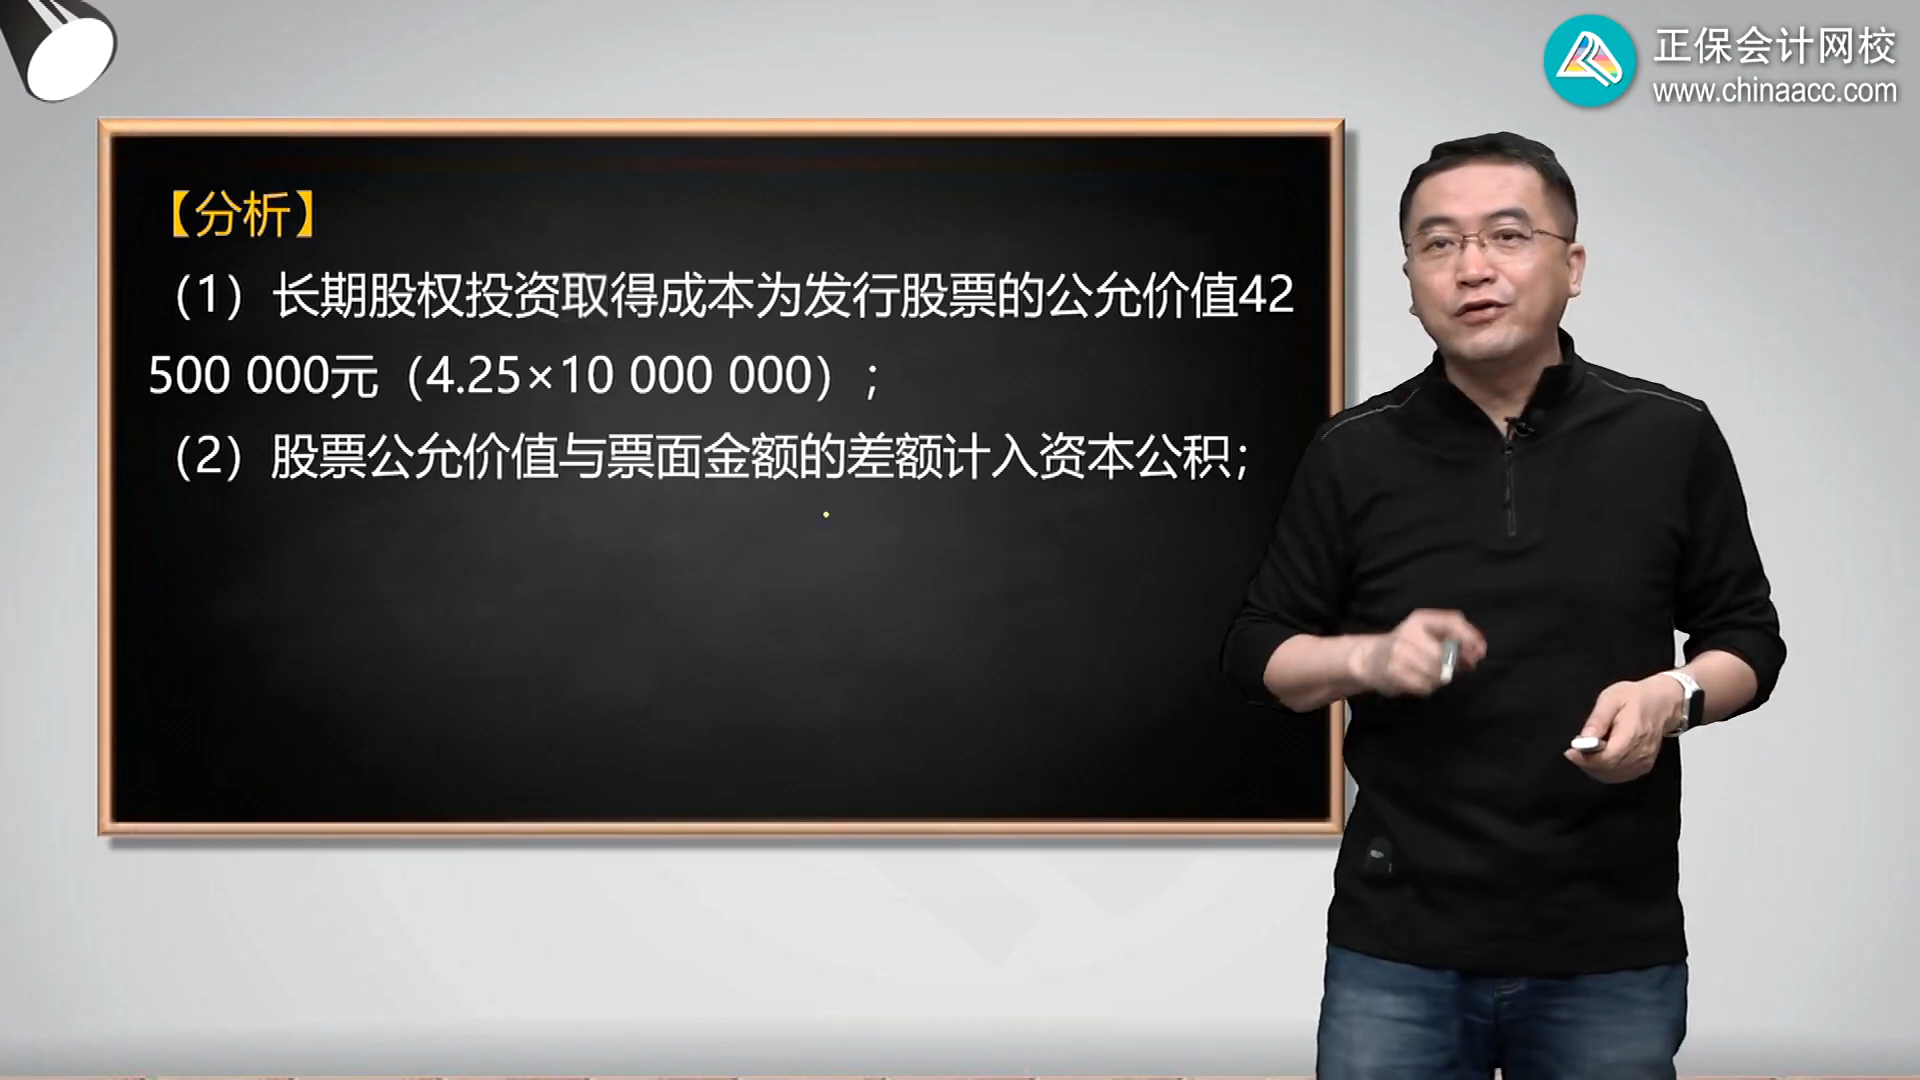 正保会计网校
www.chinaacc.com
【分析】
（1）长期股权投资取得成本为发行股票的公允价值42
500 000元（4.25×10 000 000）；
（2）股票公允价值与票面金额的差额计入资本公积；